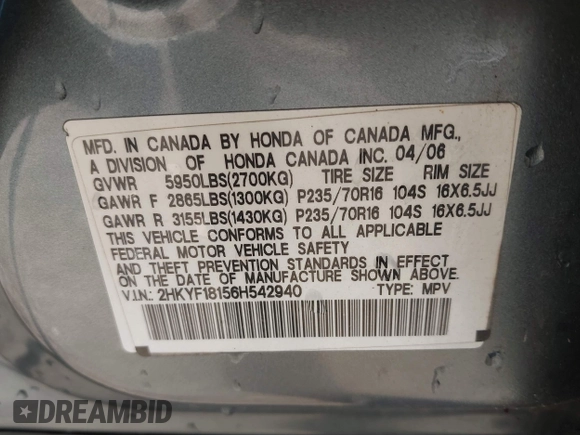 MFD. IN CANADA BY HONDA OF CANADA MFG.,
A DIVISION OF HONDA CANADA INC. 04/06
GVWR 5950LBS(2700KG) TIRE SIZE RIM SIZE
GAWR F 2865LBS(1300KG) P235/70R16 104S 16X6.5JJ
GAWR R 3155LBS(1430KG) P235/70R16 104S 16X6.5JJ
THIS VEHICLE CONFORMS TO ALL APPLICABLE
FEDERAL MOTOR VEHICLE SAFETY
AND THEFT PREVENTION STANDARDS IN EFFECT ON
THE DATE OF MANUFACTURE SHOWN ABOVE.
V.I.N.: 2HKYF18156H542940 TYPE: MPV
DREAMBID